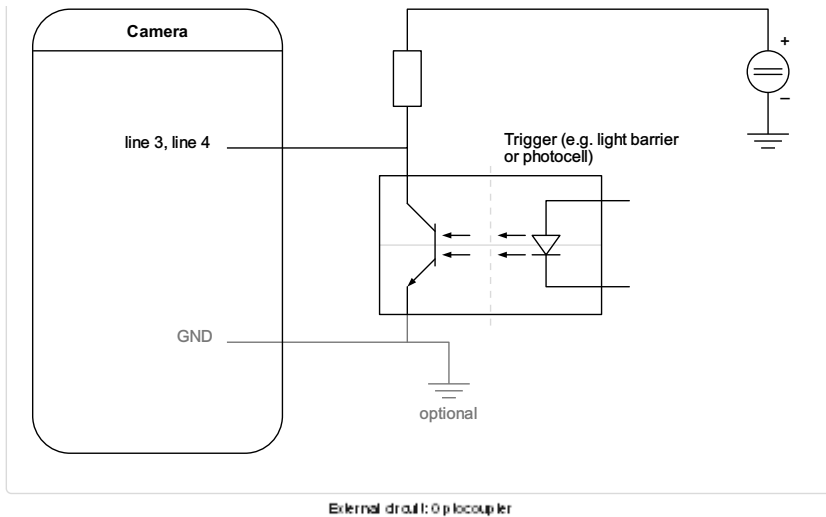 Camera
+
−
line 3, line 4
Trigger (e.g. light barrier
or photocell)
GND
optional
External circuit: Optocoupler